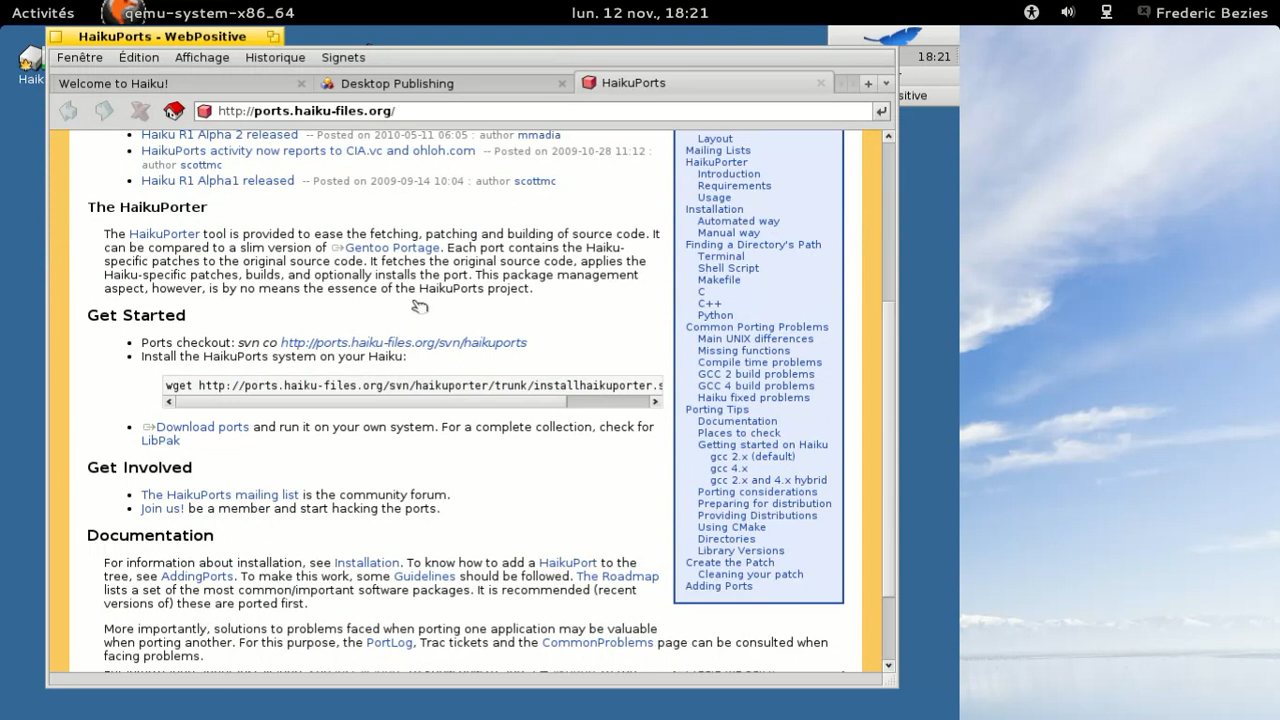 Activités
qemu-system-x86_64
lun. 12 nov., 18:21
Frederic Bezies
HaikuPorts - WebPositive
Haik
18:21
Fenêtre Édition Affichage Historique Signets
Welcome to Haiku!
Desktop Publishing
HaikuPorts
sitive
http://ports.haiku-files.org/
Haiku R1 Alpha 2 released -- Posted on 2010-05-11 06:05 : author mmadia
HaikuPorts activity now reports to CIA.vc and ohloh.com -- Posted on 2009-10-28 11:12 :
author scottmc
Haiku R1 Alpha1 released -- Posted on 2009-09-14 10:04 : author scottmc
The HaikuPorter
The HaikuPorter tool is provided to ease the fetching, patching and building of source code. It
can be compared to a slim version of Gentoo Portage. Each port contains the Haiku-
specific patches to the original source code. It fetches the original source code, applies the
Haiku-specific patches, builds, and optionally installs the port. This package management
aspect, however, is by no means the essence of the HaikuPorts project.
Get Started
Ports checkout: svn co http://ports.haiku-files.org/svn/haikuports
Install the HaikuPorts system on your Haiku:
wget http://ports.haiku-files.org/svn/haikuporter/trunk/installhaikuporter.s
Download ports and run it on your own system. For a complete collection, check for
LibPak
Get Involved
The HaikuPorts mailing list is the community forum.
Join us! be a member and start hacking the ports.
Documentation
For information about installation, see Installation. To know how to add a HaikuPort to the
tree, see AddingPorts. To make this work, some Guidelines should be followed. The Roadmap
lists a set of the most common/important software packages. It is recommended (recent
versions of) these are ported first.
More importantly, solutions to problems faced when porting one application may be valuable
when porting another. For this purpose, the PortLog, Trac tickets and the CommonProblems page can be consulted when
facing problems.
Layout
Mailing Lists
HaikuPorter
Introduction
Requirements
Usage
Installation
Automated way
Manual way
Finding a Directory's Path
Terminal
Shell Script
Makefile
C
C++
Python
Common Porting Problems
Main UNIX differences
Missing functions
Compile time problems
GCC 2 build problems
GCC 4 build problems
Haiku fixed problems
Porting Tips
Documentation
Places to check
Getting started on Haiku
gcc 2.x (default)
gcc 4.x
gcc 2.x and 4.x hybrid
Porting considerations
Preparing for distribution
Providing Distributions
Using CMake
Directories
Library Versions
Create the Patch
Cleaning your patch
Adding Ports